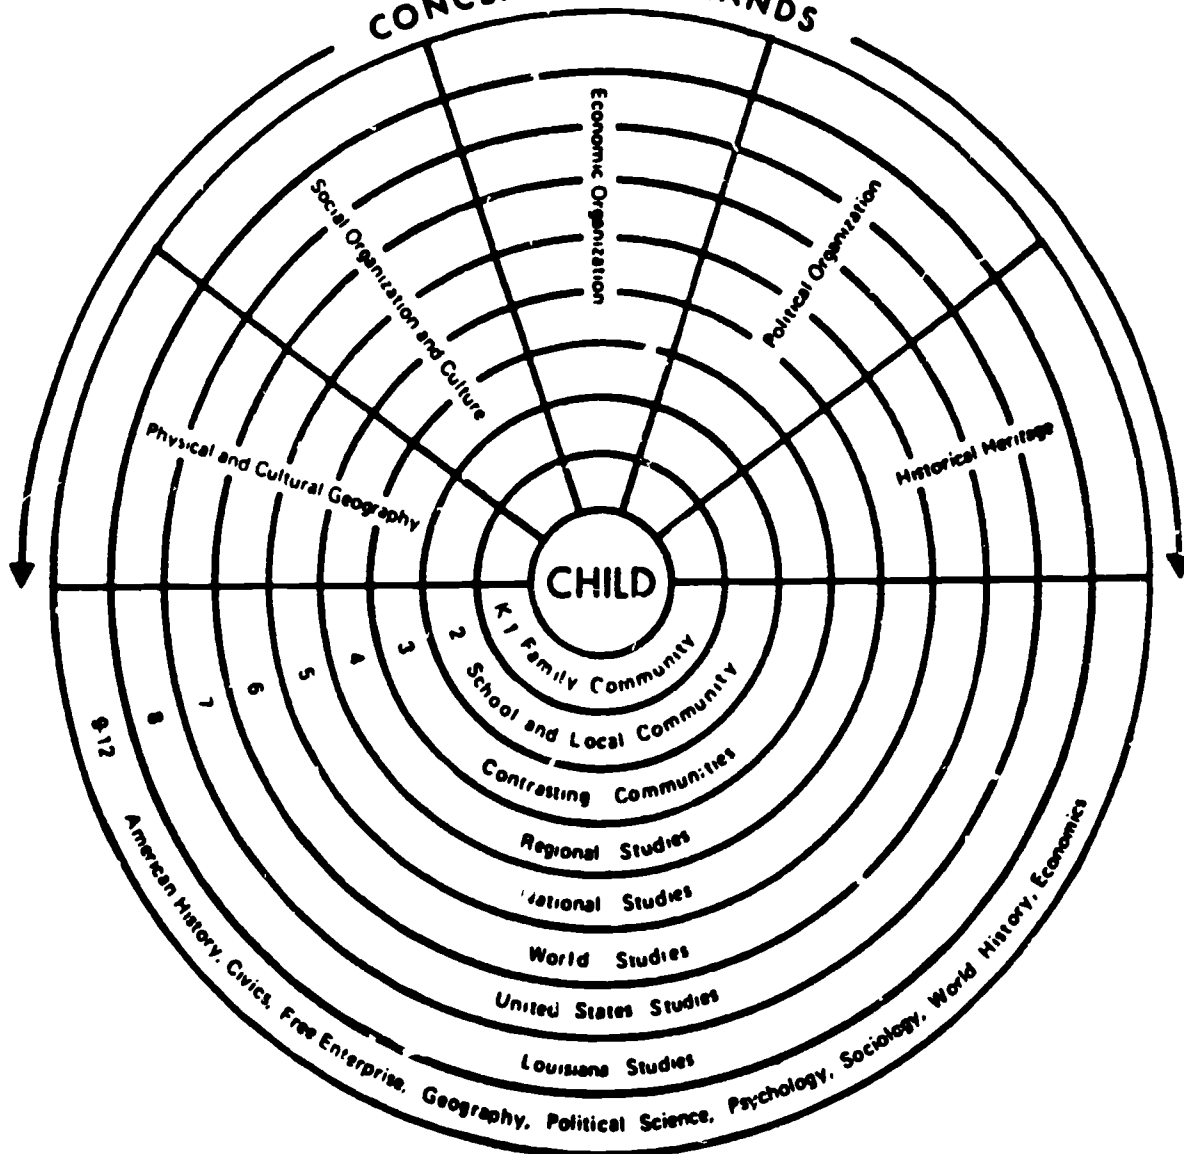 Economic Organization
Social Organization and Culture
Political Organization
Physical and Cultural Geography
Historical Heritage
CHILD
K 1 Family Community
2 School and Local Community
3 Contrasting Communities
4 Regional Studies
5 National Studies
6 World Studies
7 United States Studies
8 Louisiana Studies
9-12 American History, Civics, Free Enterprise, Geography, Political Science, Psychology, Sociology, World History, Economics